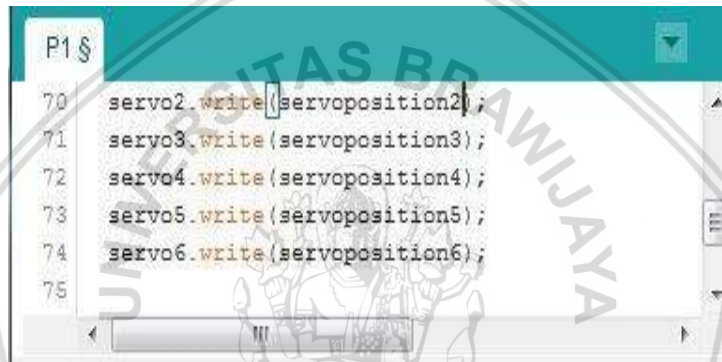 P1 §
70 servo2.write(servoposition2);
71 servo3.write(servoposition3);
72 servo4.write(servoposition4);
73 servo5.write(servoposition5);
74 servo6.write(servoposition6);
75
UNIVERSITAS BRAWIJAYA